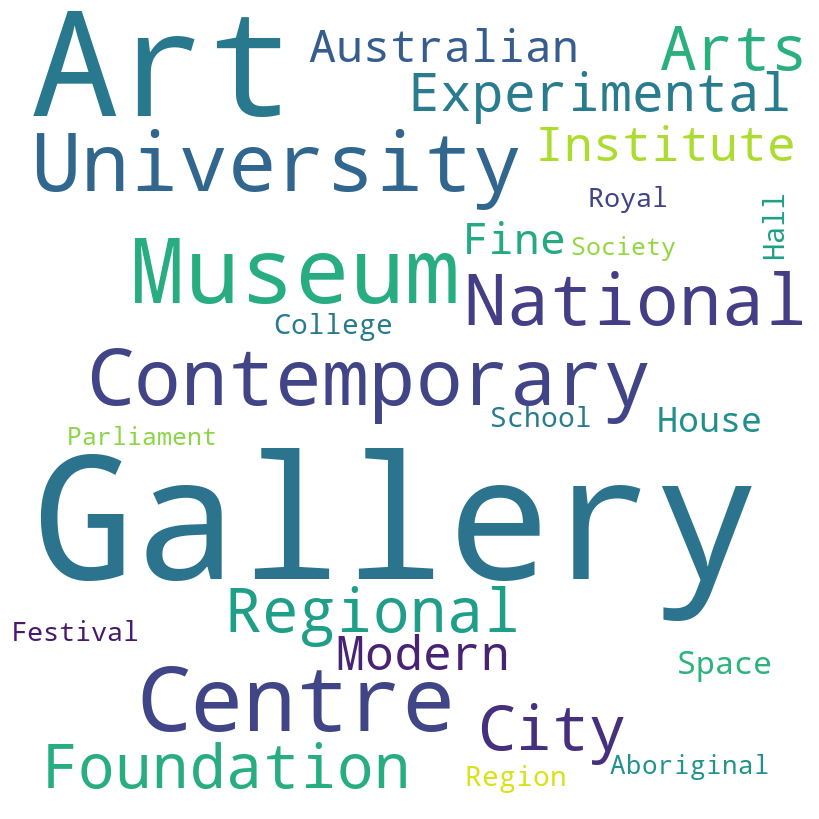 Art
Australian
Arts
Experimental
University
Institute
Royal
Hall
Fine
Society
Museum
National
College
Contemporary
School
House
Parliament
Gallery
Regional
Festival
Modern
Space
Centre
City
Foundation
Region
Aboriginal